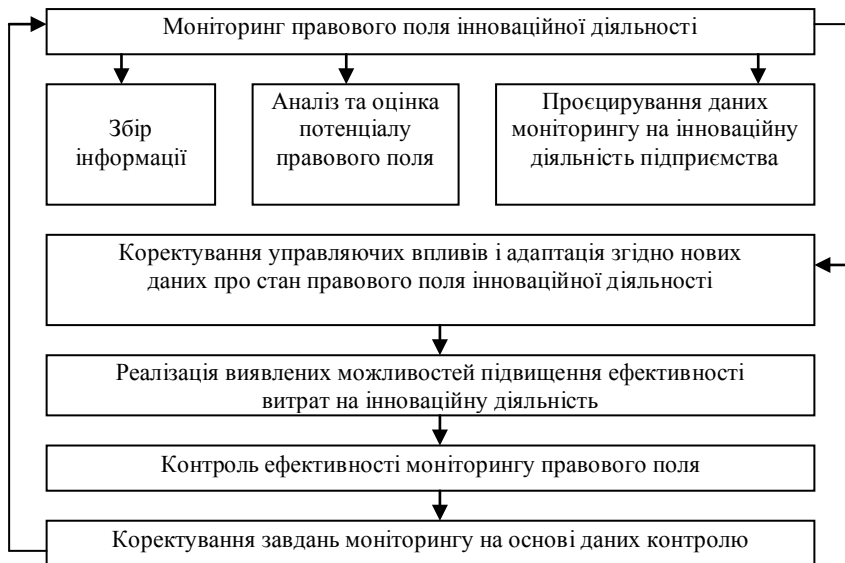 Моніторинг правового поля інноваційної діяльності
Збір
інформації
Аналіз та оцінка
потенціалу
правового поля
Проєцирування даних
моніторингу на інноваційну
діяльність підприємства
Коректування управляючих впливів і адаптація згідно нових
даних про стан правового поля інноваційної діяльності
Реалізація виявлених можливостей підвищення ефективності
витрат на інноваційну діяльність
Контроль ефективності моніторингу правового поля
Коректування завдань моніторингу на основі даних контролю